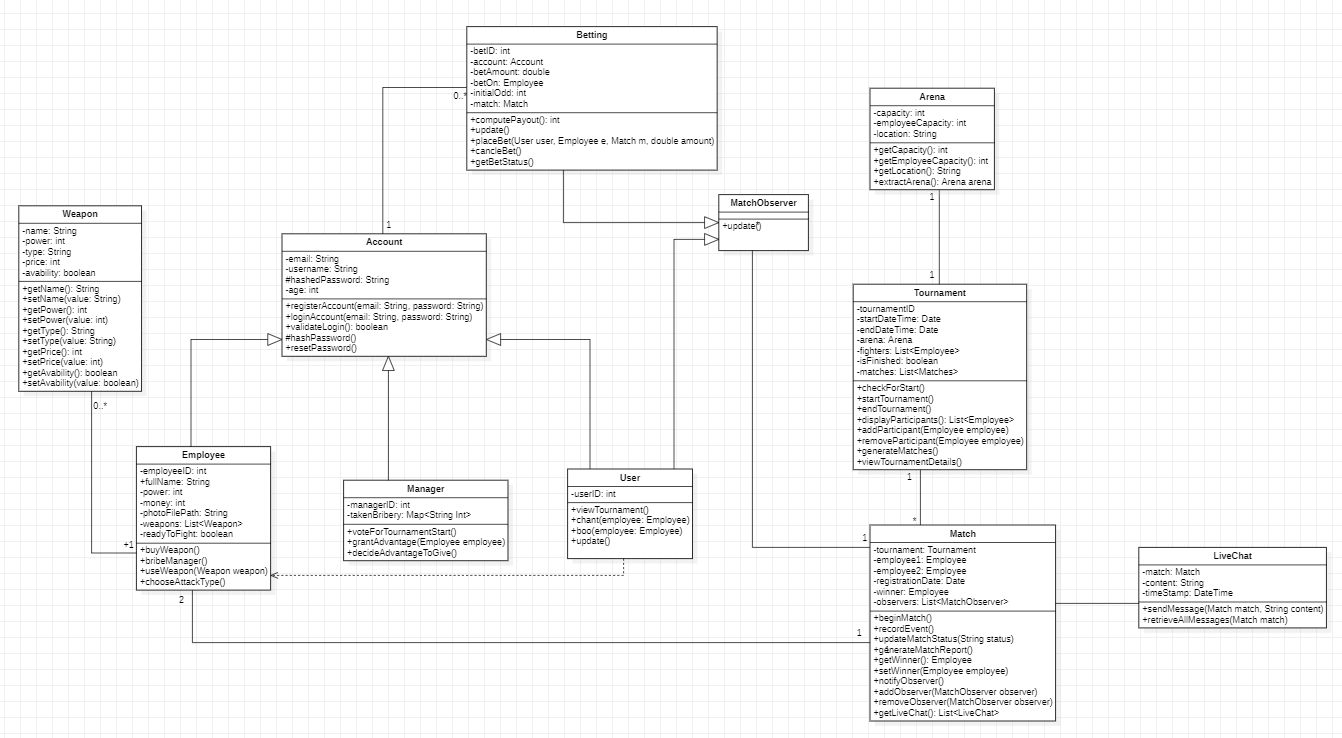 Betting
-betID: int
-account: Account
-betAmount: double
-betOn: Employee
-initialOdd: int
-match: Match
+computePayout(): int
+update()
+placeBet(User user, Employee e, Match m, double amount)
+cancleBet()
+getBetStatus()
0..*
1
Arena
-capacity: int
-employeeCapacity: int
-location: String
+getCapacity(): int
+getEmployeeCapacity(): int
+getLocation(): String
+extractArena(): Arena arena
1
1
MatchObserver
+update()
Weapon
-name: String
-power: int
-type: String
-price: int
-avability: boolean
+getName(): String
+setName(value: String)
+getPower(): int
+setPower(value: int)
+getType(): String
+setType(value: String)
+getPrice(): int
+setPrice(value: int)
+getAvability(): boolean
+setAvability(value: boolean)
0..*
+1
Account
-email: String
-username: String
#hashedPassword: String
-age: int
+registerAccount(email: String, password: String)
+loginAccount(email: String, password: String)
+validateLogin(): boolean
#hashPassword()
+resetPassword()
Tournament
-tournamentID
-startDateTime: Date
-endDateTime: Date
-arena: Arena
-fighters: List<Employee>
-isFinished: boolean
-matches: List<Matches>
+checkForStart()
+startTournament()
+endTournament()
+displayParticipants(): List<Employee>
+addParticipant(Employee employee)
+removeParticipant(Employee employee)
+generateMatches()
+viewTournamentDetails()
1
*
Employee
-employeeID: int
+fullName: String
-power: int
-money: int
-photoFilePath: String
-weapons: List<Weapon>
-readyToFight: boolean
+buyWeapon()
+bribeManager()
+useWeapon(Weapon weapon)
+chooseAttackType()
2
1
Manager
-managerID: int
-takenBribery: Map<String Int>
+voteForTournamentStart()
+grantAdvantage(Employee employee)
+decideAdvantageToGive()
User
-userID: int
+viewTournament()
+chant(employee: Employee)
+boo(employee: Employee)
+update()
1
Match
-tournament: Tournament
-employee1: Employee
-employee2: Employee
-registrationDate: Date
-winner: Employee
-observers: List<MatchObserver>
+beginMatch()
+recordEvent()
+updateMatchStatus(String status)
+generateMatchReport()
+getWinner(): Employee
+setWinner(Employee employee)
+notifyObserver()
+addObserver(MatchObserver observer)
+removeObserver(MatchObserver observer)
+getLiveChat(): List<LiveChat>
LiveChat
-match: Match
-content: String
-timeStamp: DateTime
+sendMessage(Match match, String content)
+retrieveAllMessages(Match match)